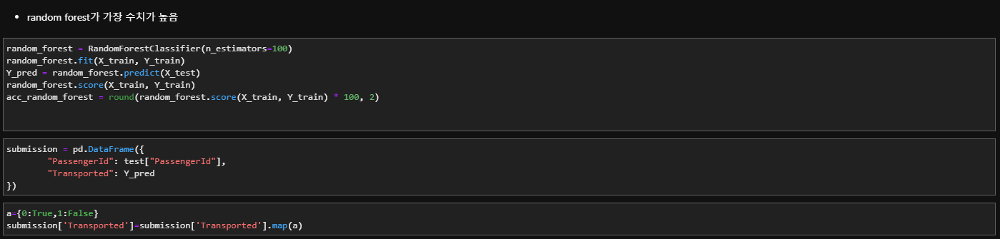 • random forest가 가장 수치가 높음
random_forest = RandomForestClassifier(n_estimators=100)
random_forest.fit(X_train, Y_train)
Y_pred = random_forest.predict(X_test)
random_forest.score(X_train, Y_train)
acc_random_forest = round(random_forest.score(X_train, Y_train) * 100, 2)
submission = pd.DataFrame({
        "PassengerId": test["PassengerId"],
        "Transported": Y_pred
})
a={0:True,1:False}
submission['Transported']=submission['Transported'].map(a)